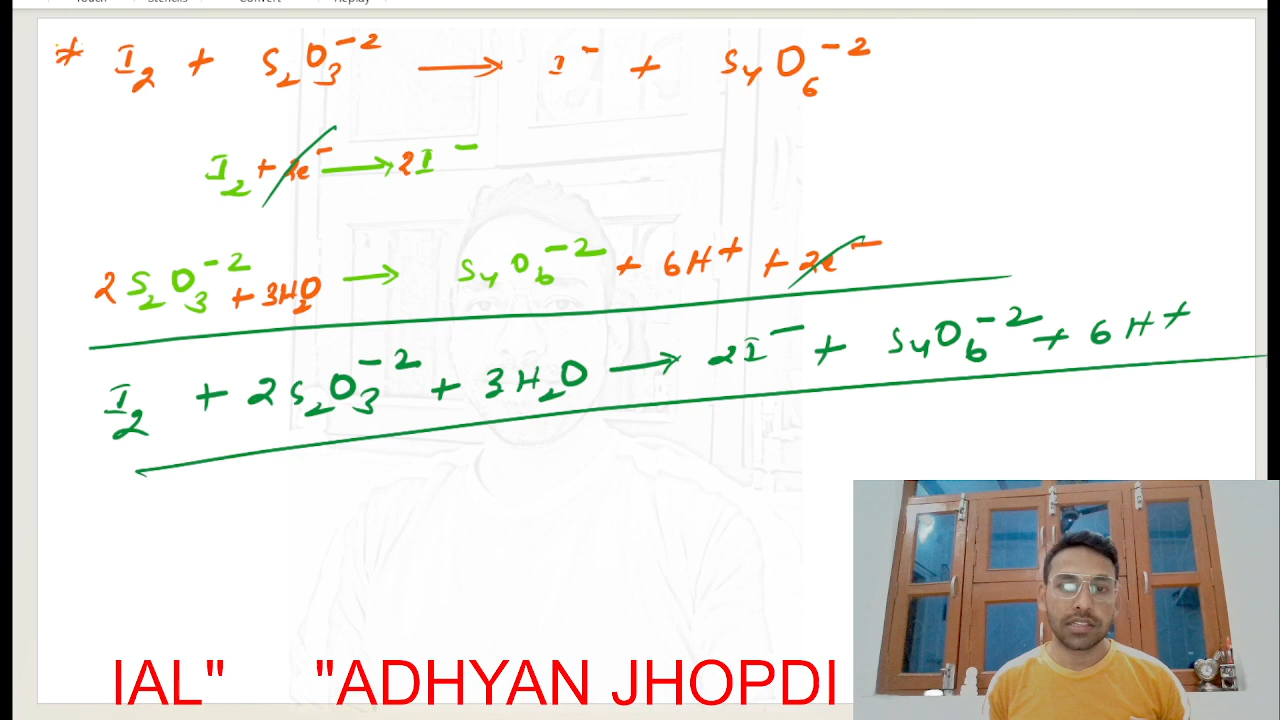 * I₂ + S₂O₃⁻² ⟶ I⁻ + S₄O₆⁻²
I₂ + 2e⁻ ⟶ 2I⁻
2S₂O₃⁻² + 3H₂O ⟶ S₄O₆⁻² + 6H⁺ + 2e⁻
I₂ + 2S₂O₃⁻² + 3H₂O ⟶ 2I⁻ + S₄O₆⁻² + 6H⁺
IAL" "ADHYAN JHOPDI